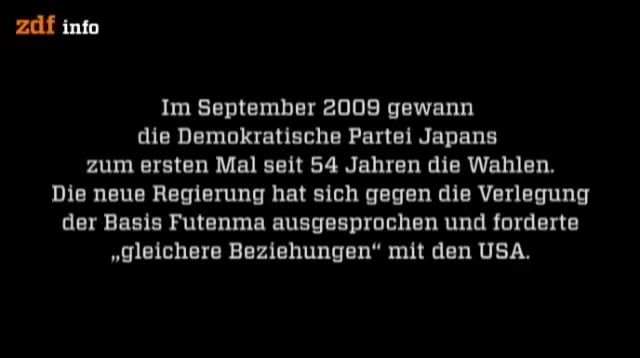 zdf info
Im September 2009 gewann
die Demokratische Partei Japans
zum ersten Mal seit 54 Jahren die Wahlen.
Die neue Regierung hat sich gegen die Verlegung
der Basis Futenma ausgesprochen und forderte
„gleichere Beziehungen“ mit den USA.